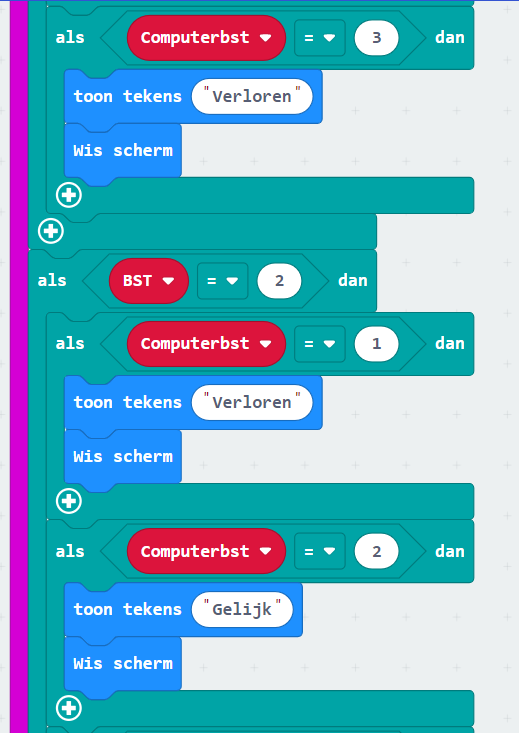 als Computerbst = 3 dan
toon tekens "Verloren"
Wis scherm
als BST = 2 dan
als Computerbst = 1 dan
toon tekens "Verloren"
Wis scherm
als Computerbst = 2 dan
toon tekens "Gelijk"
Wis scherm